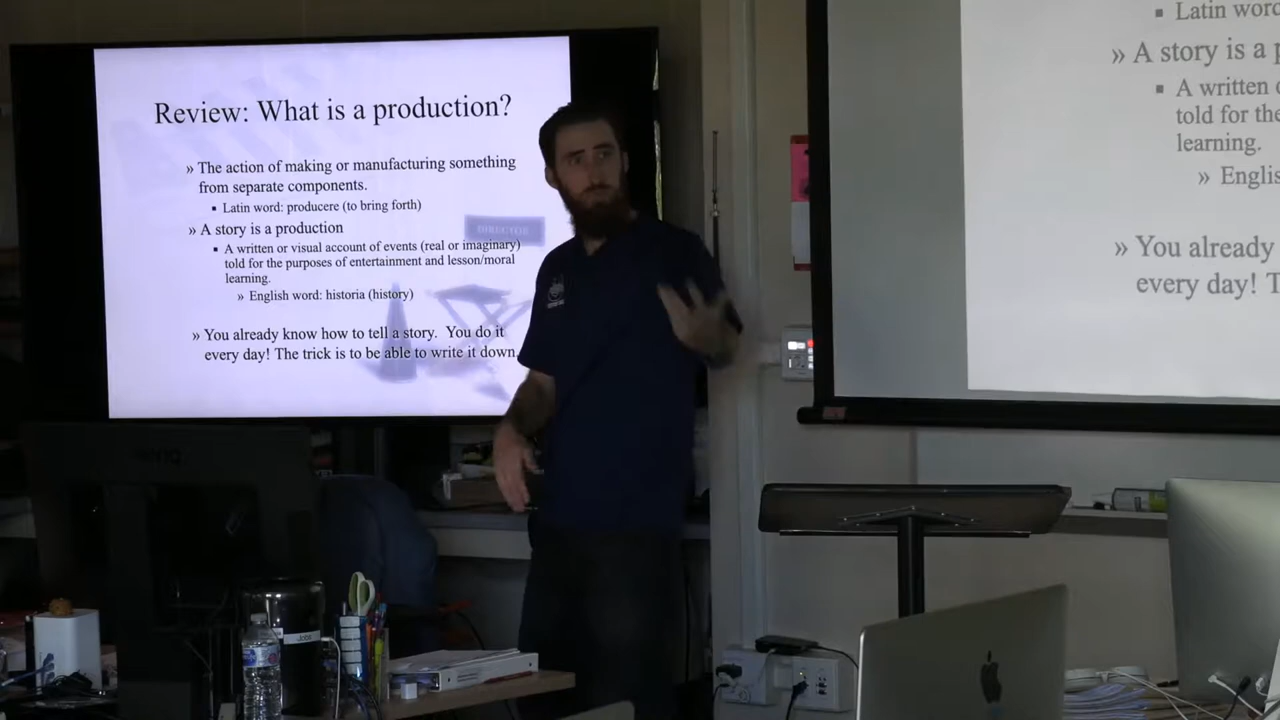 Review: What is a production?
» The action of making or manufacturing something
from separate components.
▪ Latin word: producere (to bring forth)
» A story is a production
▪ A written or visual account of events (real or imaginary)
told for the purposes of entertainment and lesson/moral
learning.
» English word: historia (history)
» You already know how to tell a story. You do it
every day! The trick is to be able to write it down.
DIRECTOR
▪ Latin word
» A story is a
▪ A written
told for the
learning.
» Englis
» You already
every day! T
BenQ
Jobs